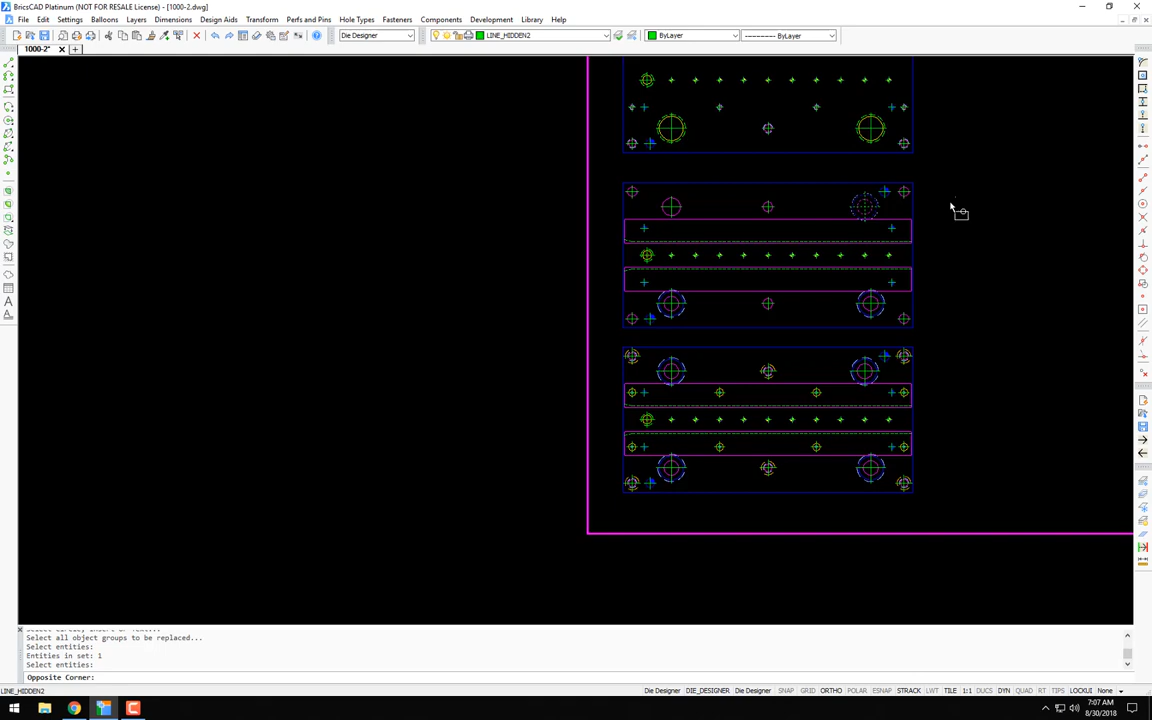 BricsCAD Platinum (NOT FOR RESALE License) - [1000-2.dwg]
File Edit Settings Balloons Layers Dimensions Design Aids Transform Perfs and Pins Hole Types Fasteners Components Development Library Help
Die Designer LINE_HIDDEN2 ByLayer ByLayer
1000-2*
Select all object groups to be replaced...
Select entities:
Entities in set: 1
Select entities:
Opposite Corner:
LINE_HIDDEN2 Die Designer DIE_DESIGNER Die Designer SNAP GRID ORTHO POLAR ESNAP STRACK LWT TILE 1:1 DUCS DYN QUAD RT TIPS LOCKUI None
7:07 AM
8/30/2018